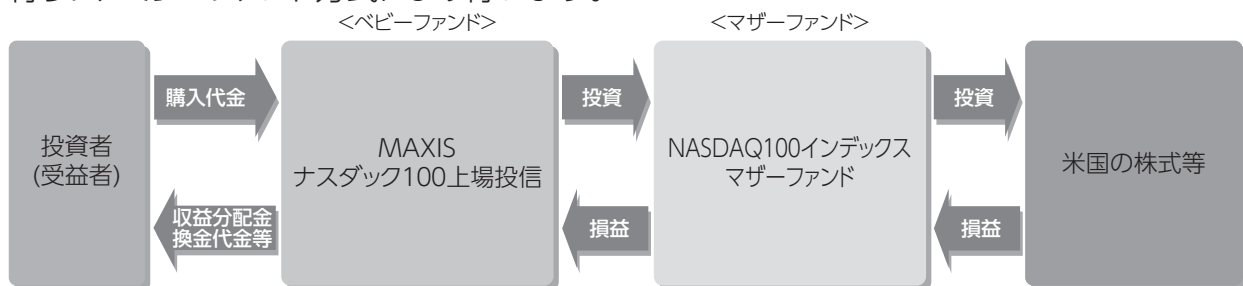 <ベビーファンド>
<マザーファンド>
投資者
(受益者)
購入代金
収益分配金
換金代金等
MAXIS
ナスダック100上場投信
投資
損益
NASDAQ100インデックス
マザーファンド
投資
損益
米国の株式等